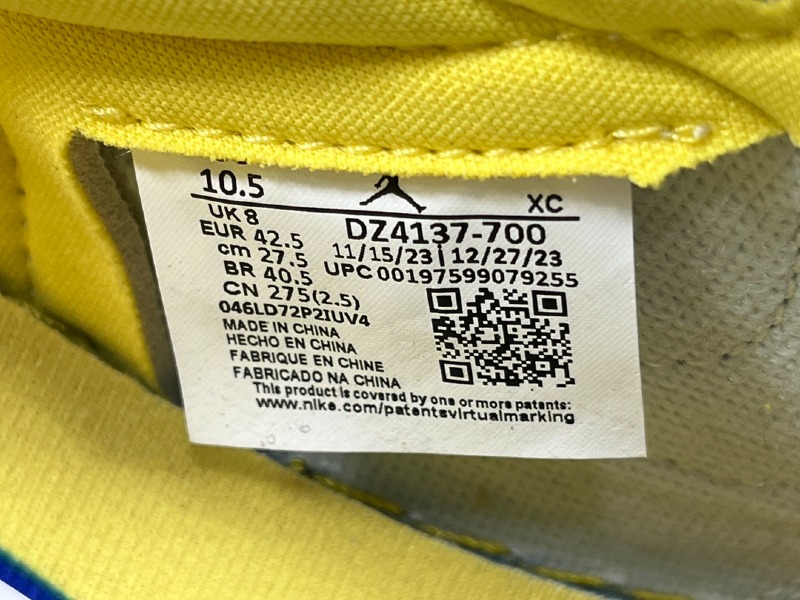 10.5
XC
UK 8
EUR 42.5
cm 27.5
BR 40.5
CN 275(2.5)
DZ4137-700
11/15/23 | 12/27/23
UPC 00197599079255
046LD72P2IUV4
MADE IN CHINA
HECHO EN CHINA
FABRIQUE EN CHINE
FABRICADO NA CHINA
This product is covered by one or more patents:
www.nike.com/patentsvirtualmarking